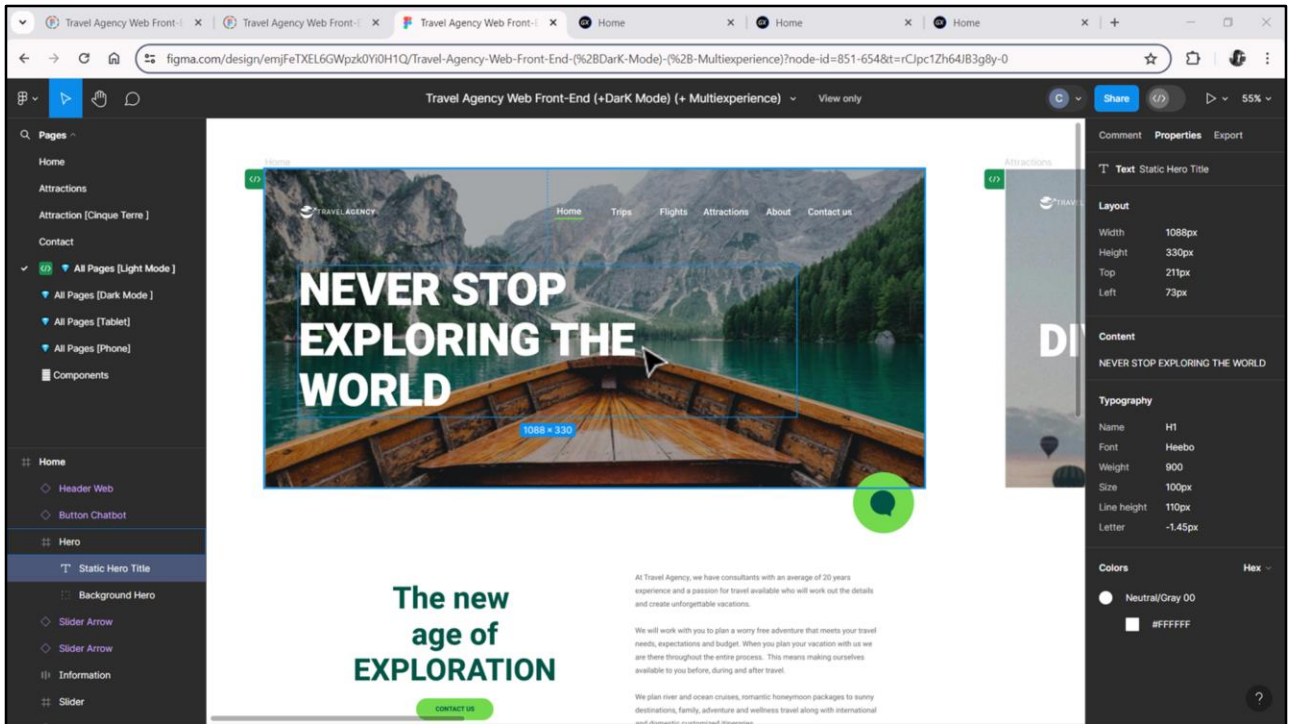 Travel Agency Web Front-E
Travel Agency Web Front-E
Travel Agency Web Front-E
Home
Home
Home
figma.com/design/emjFeTXEL6GWpzk0Yi0H1Q/Travel-Agency-Web-Front-End-(%2BDarK-Mode)-(%2B-Multiexperience)?node-id=851-654&t=rCJpc1Zh64JB3g8y-0
Travel Agency Web Front-End (+DarK Mode) (+ Multiexperience)
View only
C
Share
55%
Pages
Home
Attractions
Attraction [Cinque Terre ]
Contact
All Pages [Light Mode ]
All Pages [Dark Mode ]
All Pages [Tablet]
All Pages [Phone]
Components
Home
Header Web
Button Chatbot
Hero
Static Hero Title
Background Hero
Slider Arrow
Slider Arrow
Information
Slider
Home
TRAVELAGENCY
Home Trips Flights Attractions About Contact us
NEVER STOP
EXPLORING THE
WORLD
1088 × 330
The new
age of
EXPLORATION
CONTACT US
At Travel Agency, we have consultants with an average of 20 years
experience and a passion for travel available who will work out the details
and create unforgettable vacations.
We will work with you to plan a worry free adventure that meets your travel
needs, expectations and budget. When you plan your vacation with us we
are there throughout the entire process. This means making ourselves
available to you before, during and after travel.
We plan river and ocean cruises, romantic honeymoon packages to sunny
destinations, family, adventure and wellness travel along with international
and domestic customized itineraries.
Attractions
TRAVEL
DI
Comment Properties Export
Text Static Hero Title
Layout
Width 1088px
Height 330px
Top 211px
Left 73px
Content
NEVER STOP EXPLORING THE WORLD
Typography
Name H1
Font Heebo
Weight 900
Size 100px
Line height 110px
Letter -1.45px
Colors Hex
Neutral/Gray 00
#FFFFFF
?